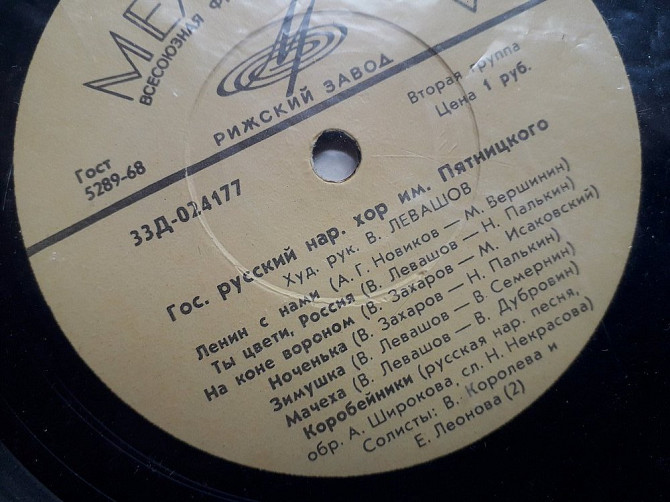 ВСЕСОЮЗНАЯ
РИЖСКИЙ ЗАВОД
Гост
5289-68
Вторая группа
Цена 1 руб.
33Д-024177
Гос. русский нар. хор им. Пятницкого
Худ. рук. В. ЛЕВАШОВ
Ленин с нами (А. Г. Новиков — М. Вершинин)
Ты цвети, Россия (В. Левашов — Н. Палькин)
На коне вороном (В. Захаров — М. Исаковский)
Ноченька (В. Захаров — Н. Палькин)
Зимушка (В. Левашов — В. Семернин)
Мачеха (В. Левашов — В. Дубровин)
Коробейники (русская нар. песня,
обр. А. Широкова, сл. Н. Некрасова)
Солисты: В. Королева и
Е. Леонова (2)